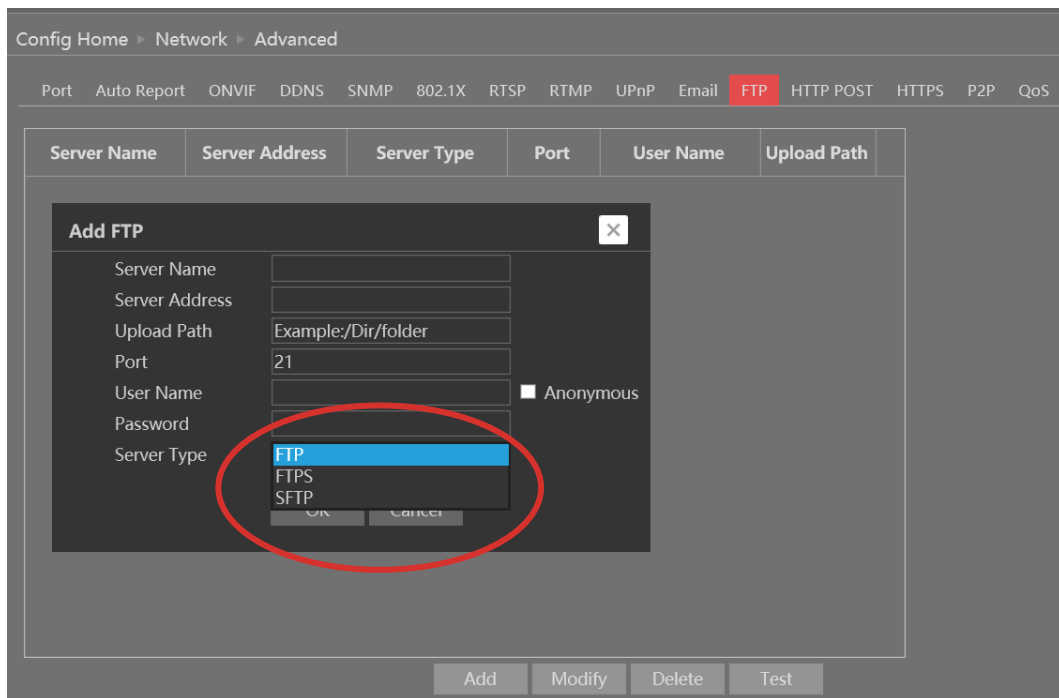 Config Home Network Advanced
Port Auto Report ONVIF DDNS SNMP 802.1X RTSP RTMP UPnP Email FTP HTTP POST HTTPS P2P QoS
Server Name Server Address Server Type Port User Name Upload Path
Add FTP
Server Name
Server Address
Upload Path Example:/Dir/folder
Port 21
User Name Anonymous
Password
Server Type FTP
FTPS
SFTP
OK Cancel
Add Modify Delete Test